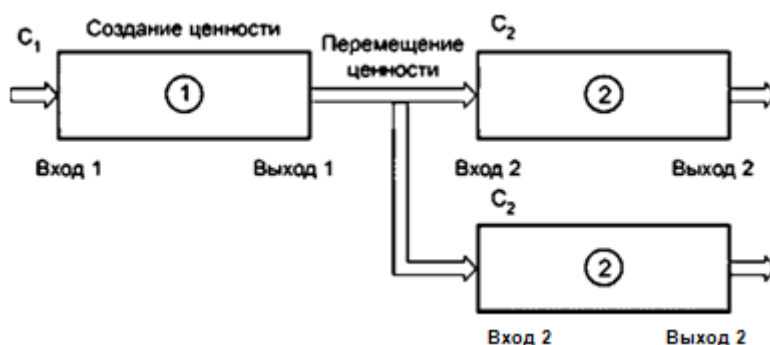 C₁
Создание ценности
Перемещение
ценности
C₂
1
2
Вход 1
Выход 1
Вход 2
Выход 2
C₂
2
Вход 2
Выход 2